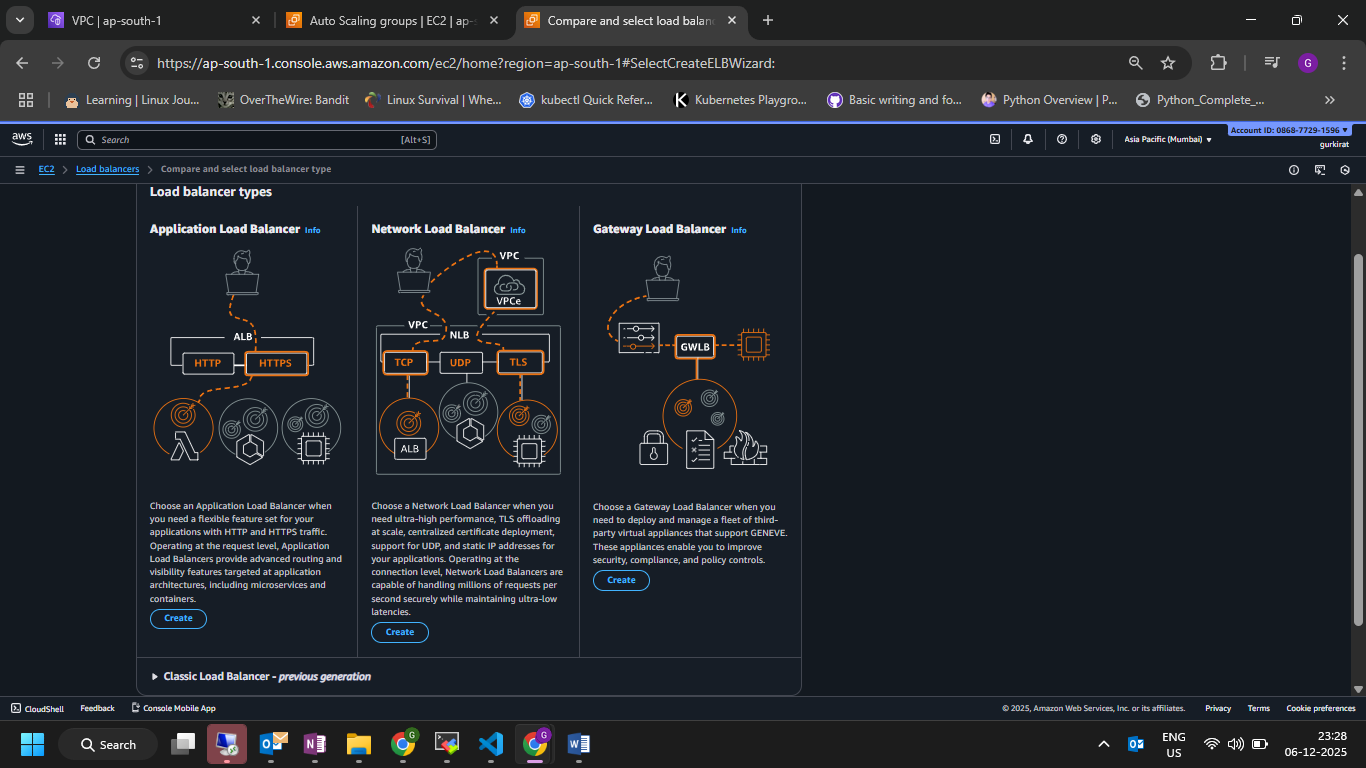 VPC | ap-south-1
Auto Scaling groups | EC2 | ap-s
Compare and select load balanc
https://ap-south-1.console.aws.amazon.com/ec2/home?region=ap-south-1#SelectCreateELBWizard:
G
Learning | Linux Jou...
OverTheWire: Bandit
Linux Survival | Whe...
kubectl Quick Refer...
Kubernetes Playgro...
Basic writing and fo...
Python Overview | P...
Python_Complete_...
aws
Search
[Alt+S]
Asia Pacific (Mumbai)
Account ID: 0868-7729-1596
gurkirat
EC2
Load balancers
Compare and select load balancer type
Load balancer types
Application Load Balancer Info
ALB
HTTP
HTTPS
Choose an Application Load Balancer when
you need a flexible feature set for your
applications with HTTP and HTTPS traffic.
Operating at the request level, Application
Load Balancers provide advanced routing and
visibility features targeted at application
architectures, including microservices and
containers.
Create
Network Load Balancer Info
VPC
VPCe
VPC
NLB
TCP
UDP
TLS
ALB
Choose a Network Load Balancer when you
need ultra-high performance, TLS offloading
at scale, centralized certificate deployment,
support for UDP, and static IP addresses for
your applications. Operating at the
connection level, Network Load Balancers are
capable of handling millions of requests per
second securely while maintaining ultra-low
latencies.
Create
Gateway Load Balancer Info
GWLB
Choose a Gateway Load Balancer when you
need to deploy and manage a fleet of third-
party virtual appliances that support GENEVE.
These appliances enable you to improve
security, compliance, and policy controls.
Create
Classic Load Balancer - previous generation
CloudShell
Feedback
Console Mobile App
© 2025, Amazon Web Services, Inc. or its affiliates.
Privacy
Terms
Cookie preferences
Search
G
G
ENG
US
23:28
06-12-2025